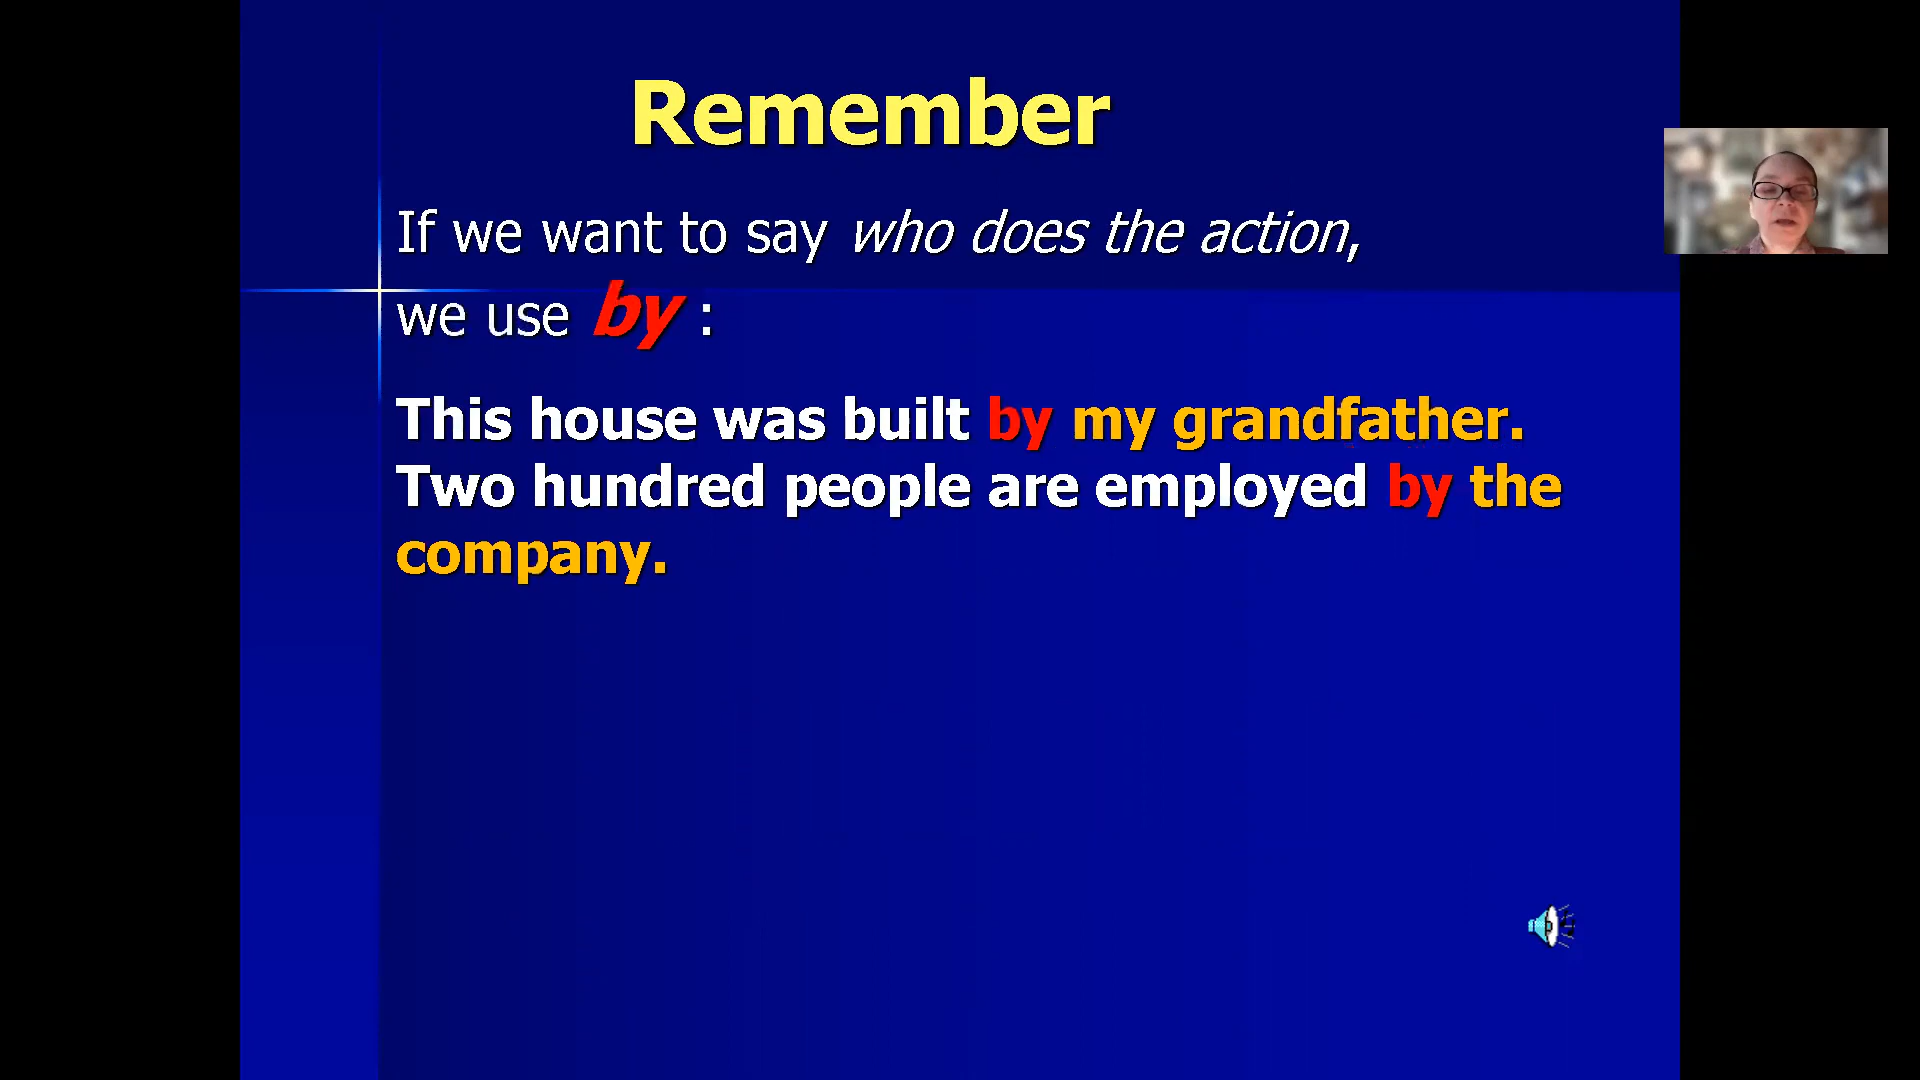 Remember
If we want to say who does the action,
we use by :
This house was built by my grandfather.
Two hundred people are employed by the
company.